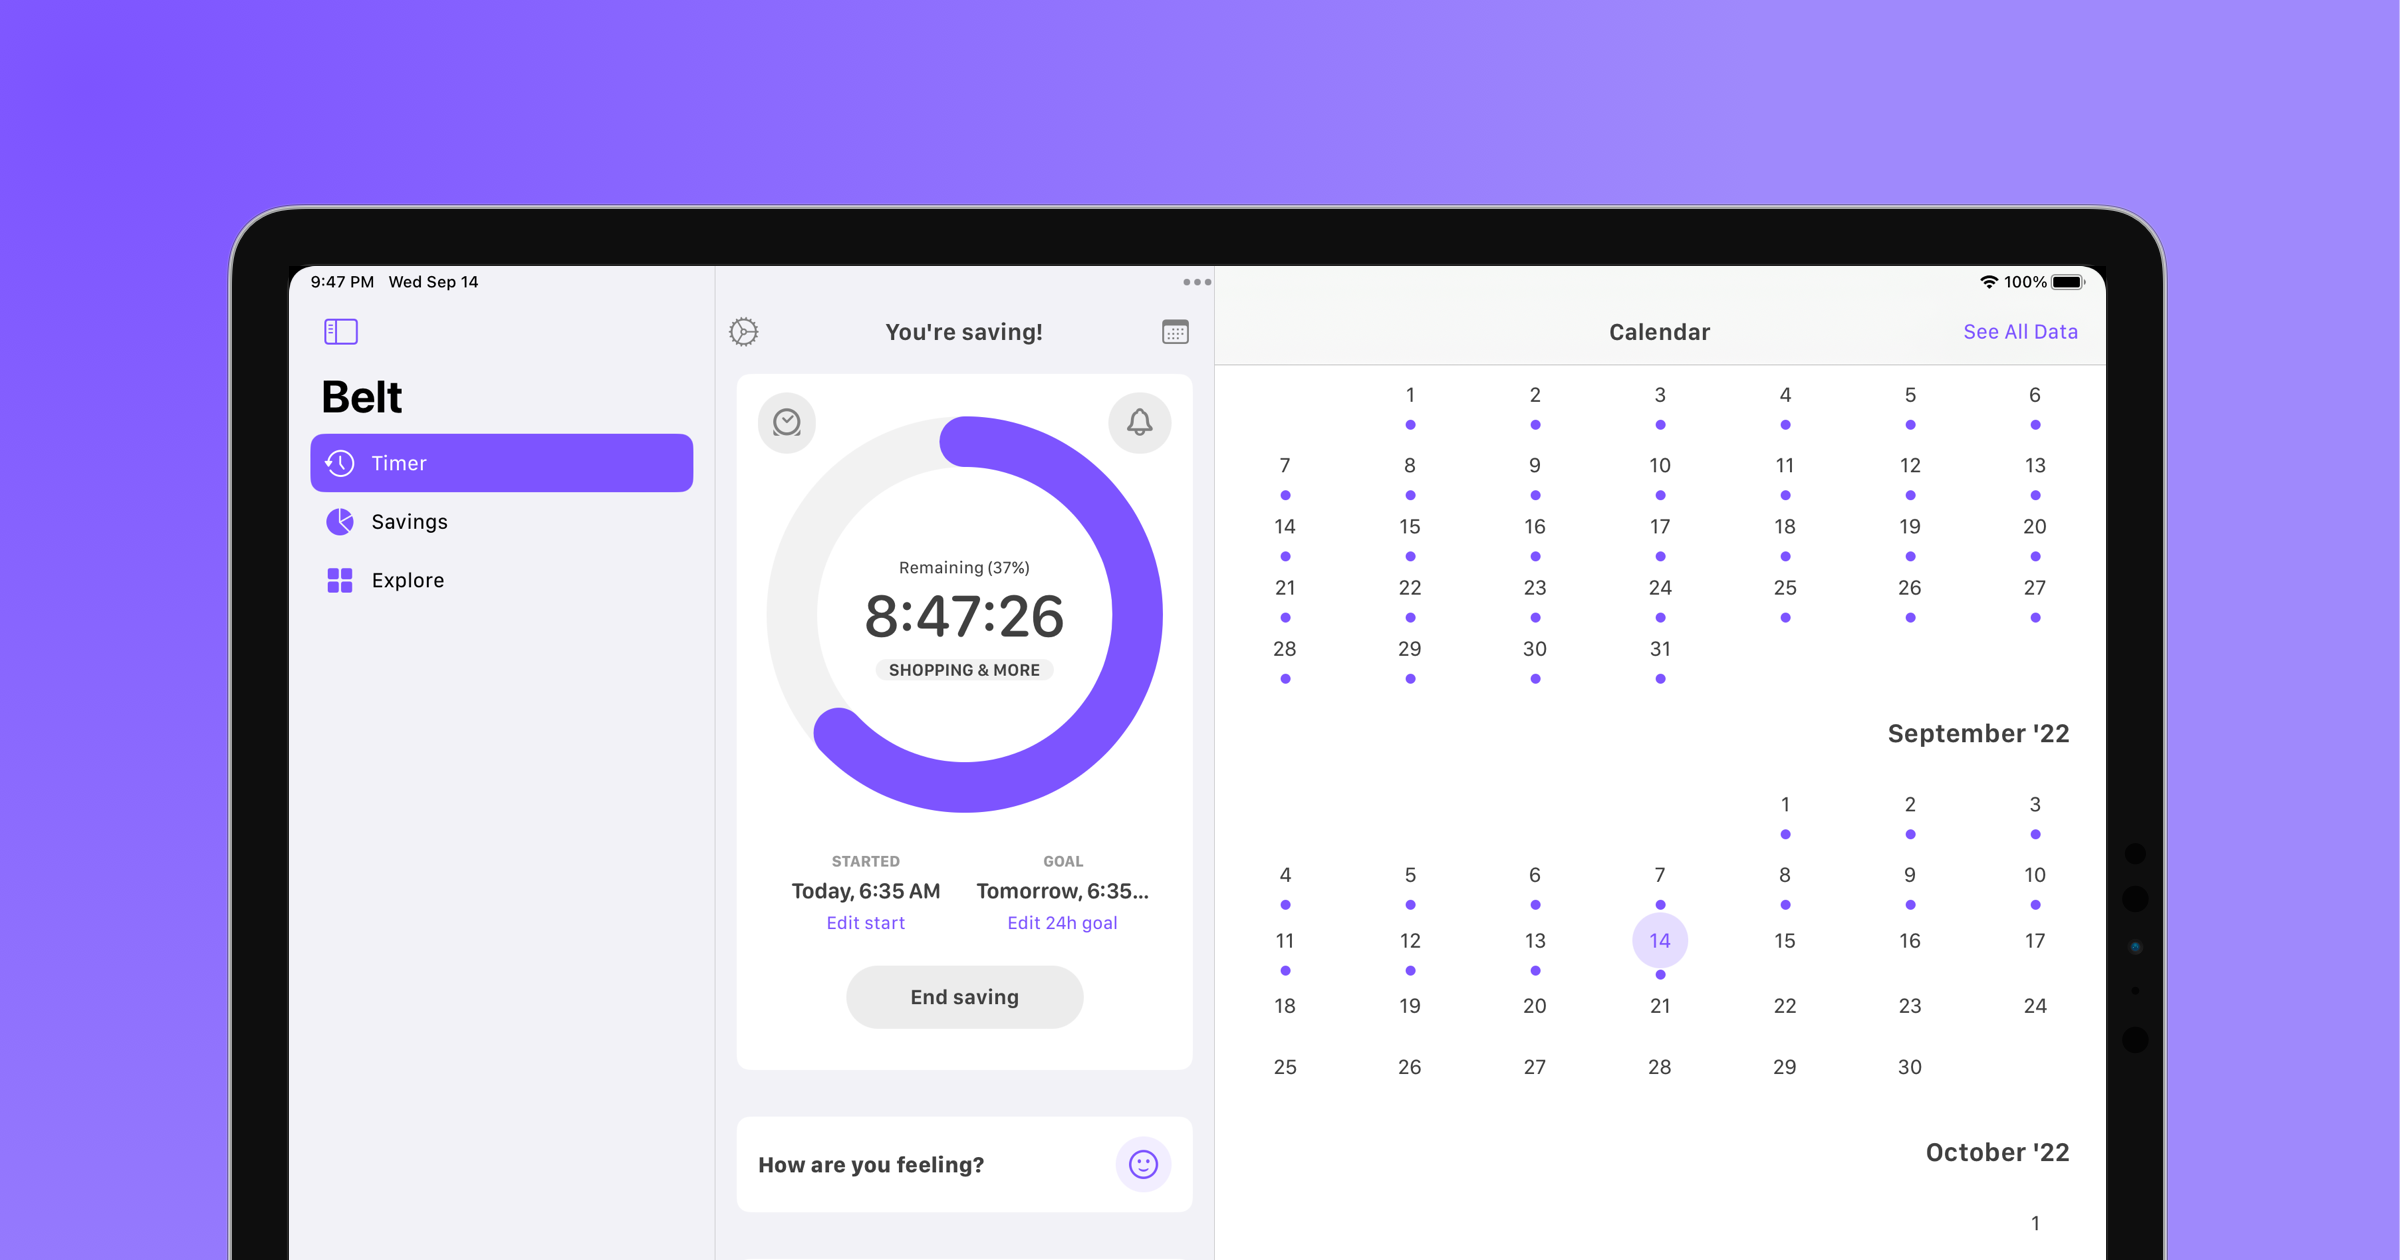 9:47 PM Wed Sep 14
100%
Belt
Timer
Savings
Explore
You're saving!
Remaining (37%)
8:47:26
SHOPPING & MORE
STARTED GOAL
Today, 6:35 AM Tomorrow, 6:35...
Edit start Edit 24h goal
End saving
How are you feeling?
Calendar See All Data
1 2 3 4 5 6
7 8 9 10 11 12 13
14 15 16 17 18 19 20
21 22 23 24 25 26 27
28 29 30 31
September '22
1 2 3
4 5 6 7 8 9 10
11 12 13 14 15 16 17
18 19 20 21 22 23 24
25 26 27 28 29 30
October '22
1